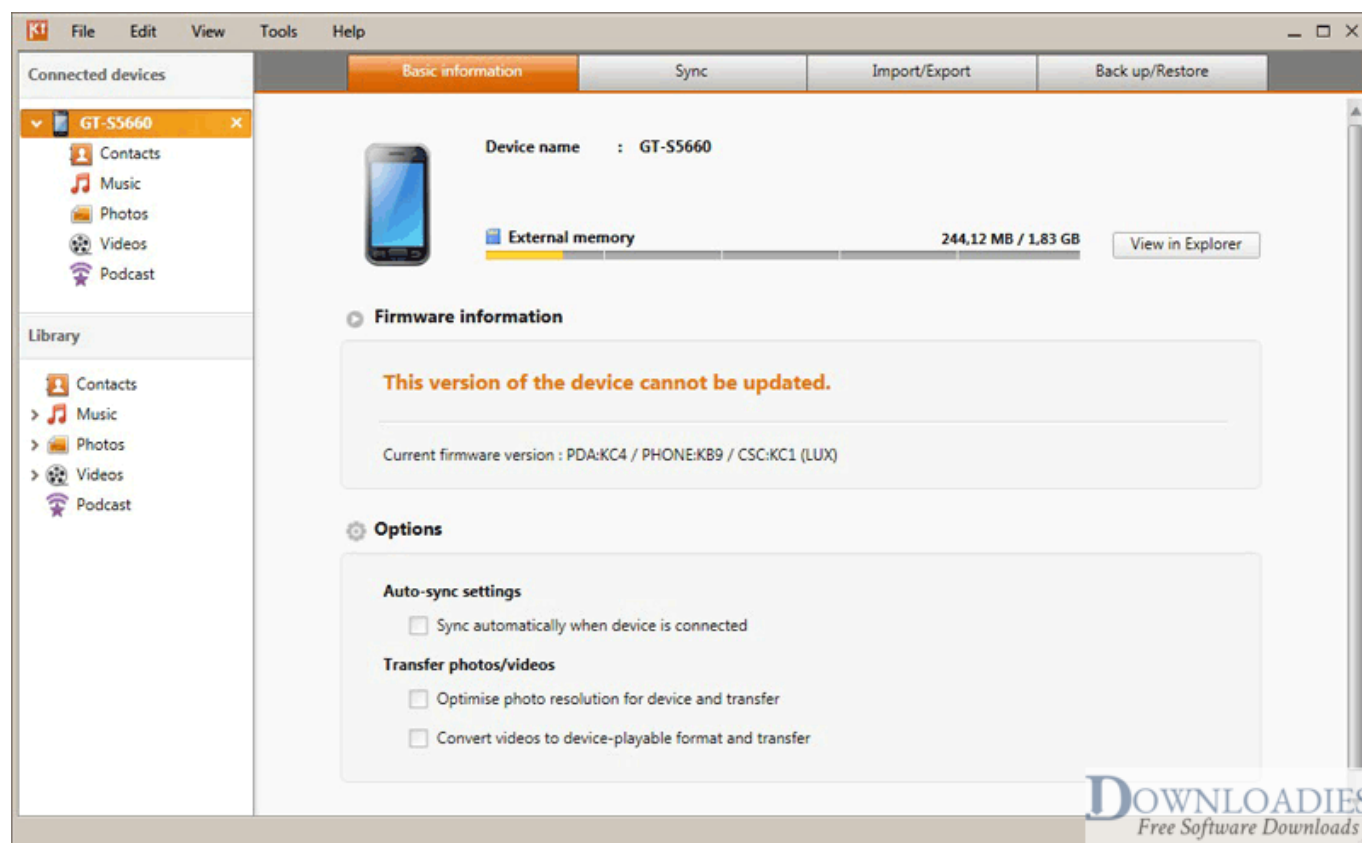 File Edit View Tools Help
Connected devices
GT-S5660
Contacts
Music
Photos
Videos
Podcast
Library
Contacts
Music
Photos
Videos
Podcast
Basic information Sync Import/Export Back up/Restore
Device name : GT-S5660
External memory 244,12 MB / 1,83 GB View in Explorer
Firmware information
This version of the device cannot be updated.
Current firmware version : PDA:KC4 / PHONE:KB9 / CSC:KC1 (LUX)
Options
Auto-sync settings
Sync automatically when device is connected
Transfer photos/videos
Optimise photo resolution for device and transfer
Convert videos to device-playable format and transfer
DOWNLOADIES
Free Software Downloads